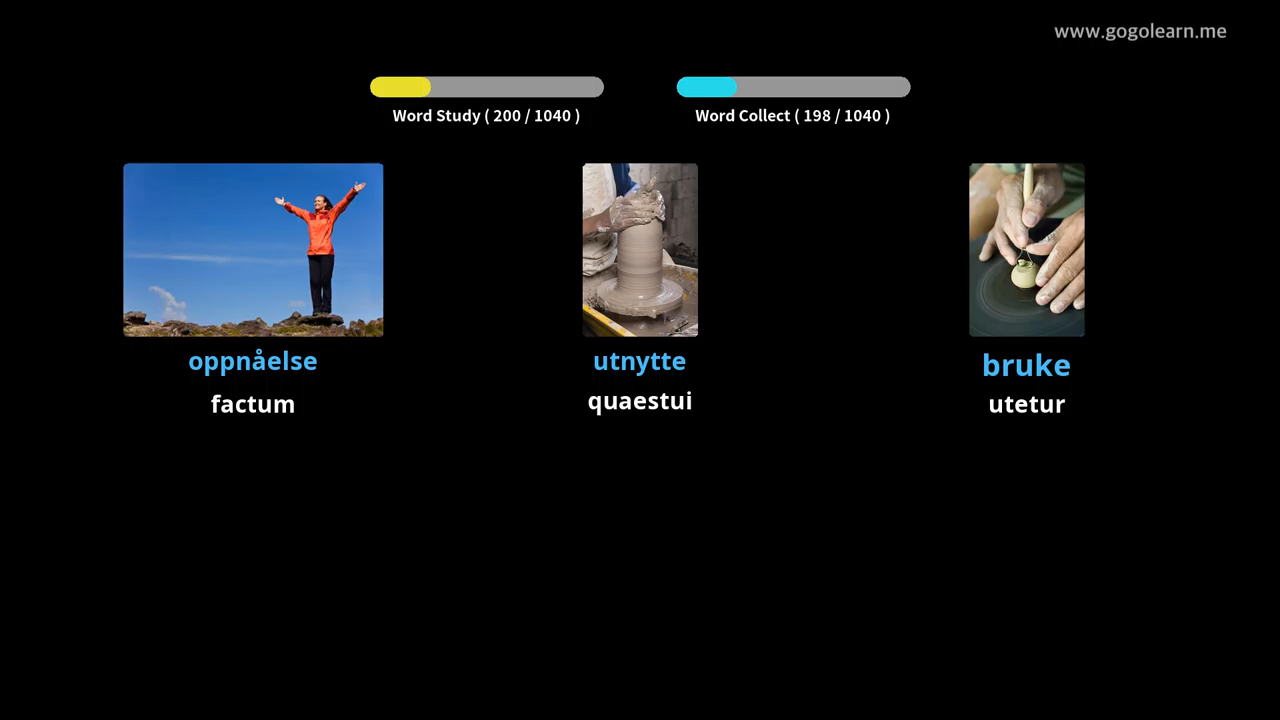 www.gogolearn.me
Word Study ( 200 / 1040 )
Word Collect ( 198 / 1040 )
oppnåelse
factum
utnytte
quaestui
bruke
utetur